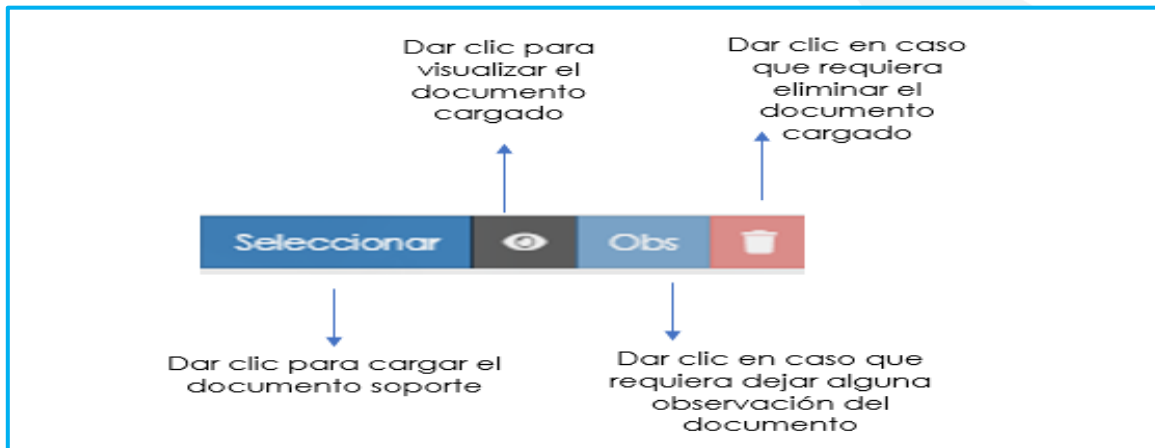 Dar clic para
visualizar el
documento
cargado
Dar clic en caso
que requiera
eliminar el
documento
cargado
Seleccionar
Obs
Dar clic para cargar el
documento soporte
Dar clic en caso que
requiera dejar alguna
observación del
documento